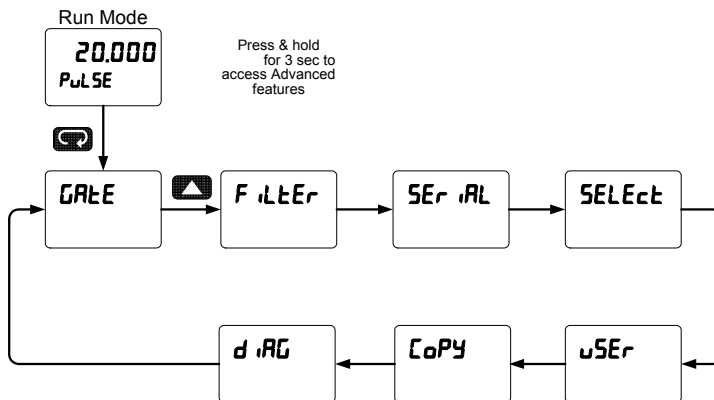 Run Mode
20.000
PuLSE
Press & hold
for 3 sec to
access Advanced
features
GAtE
FiLtEr
SEriAL
SELEct
diAG
CoPY
uSEr